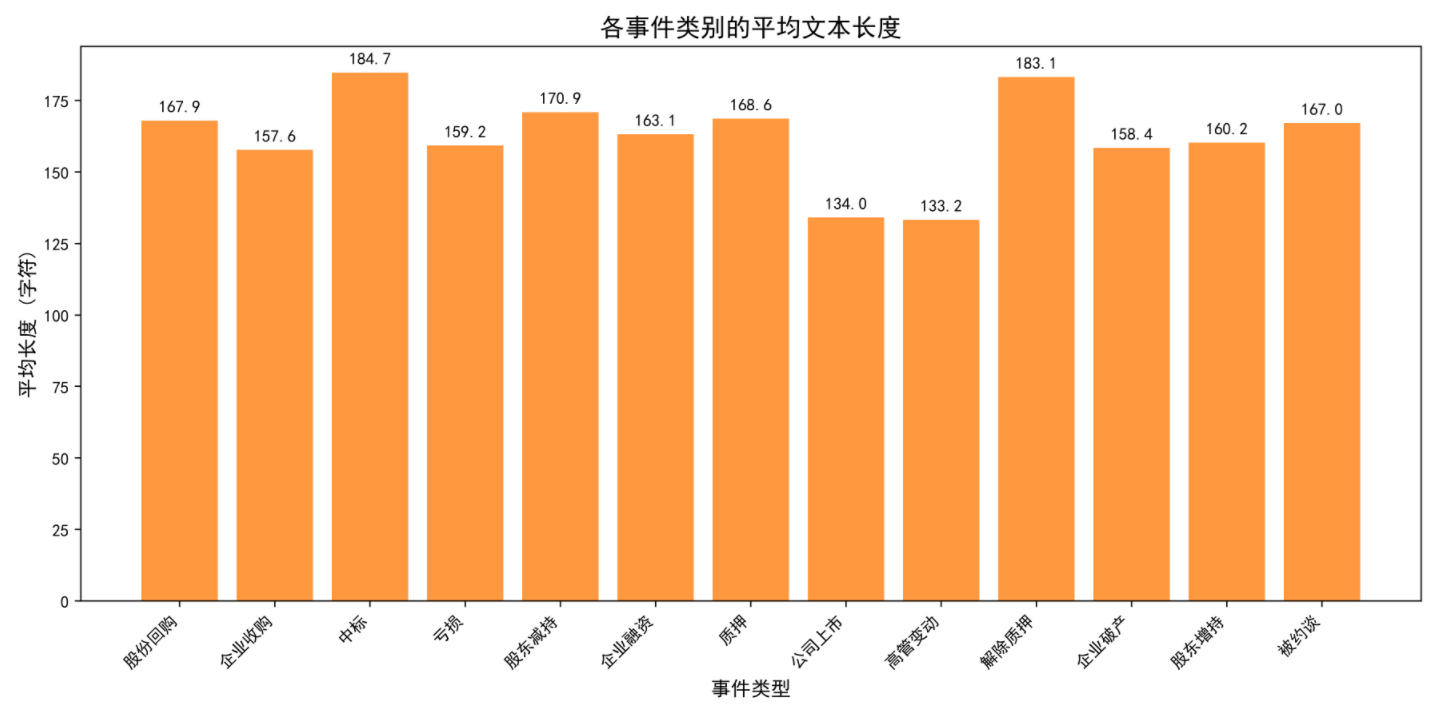 各事件类别的平均文本长度
平均长度（字符）
175
150
125
100
75
50
25
0
167.9
157.6
184.7
159.2
170.9
163.1
168.6
134.0
133.2
183.1
158.4
160.2
167.0
股份回购
企业收购
中标
亏损
股东减持
企业融资
质押
公司上市
高管变动
解除质押
企业破产
股东增持
被约谈
事件类型